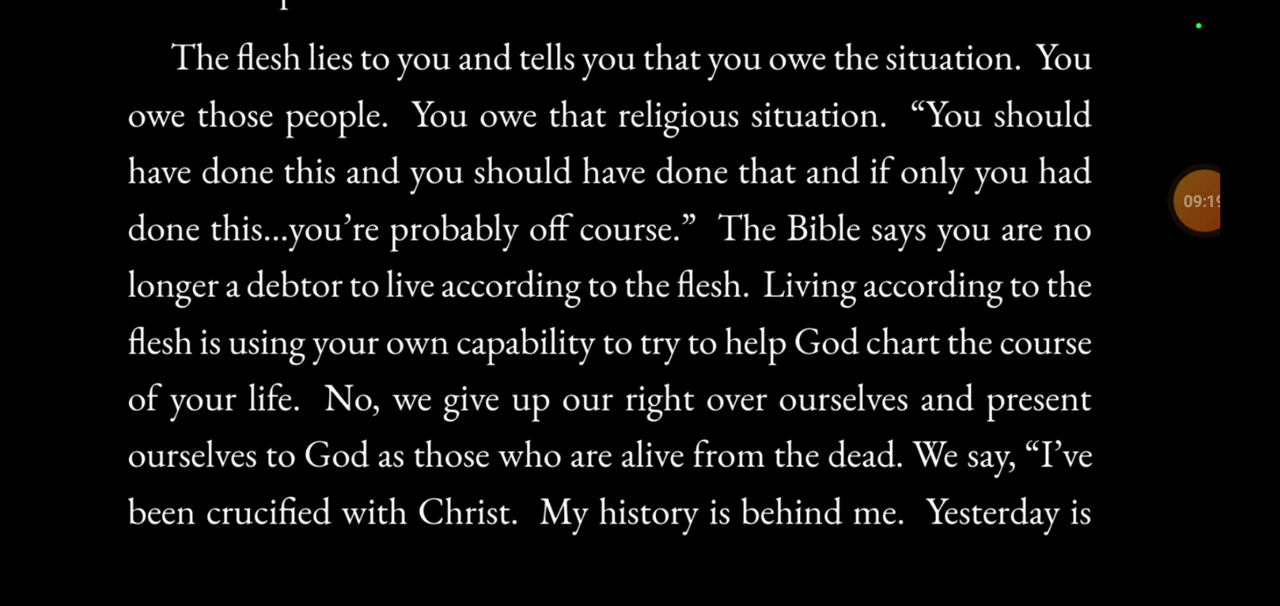 The flesh lies to you and tells you that you owe the situation.  You
owe those people.  You owe that religious situation.  “You should
have done this and you should have done that and if only you had
done this...you’re probably off course.”  The Bible says you are no
longer a debtor to live according to the flesh.  Living according to the
flesh is using your own capability to try to help God chart the course
of your life.  No, we give up our right over ourselves and present
ourselves to God as those who are alive from the dead. We say, “I’ve
been crucified with Christ.  My history is behind me.  Yesterday is
09:19